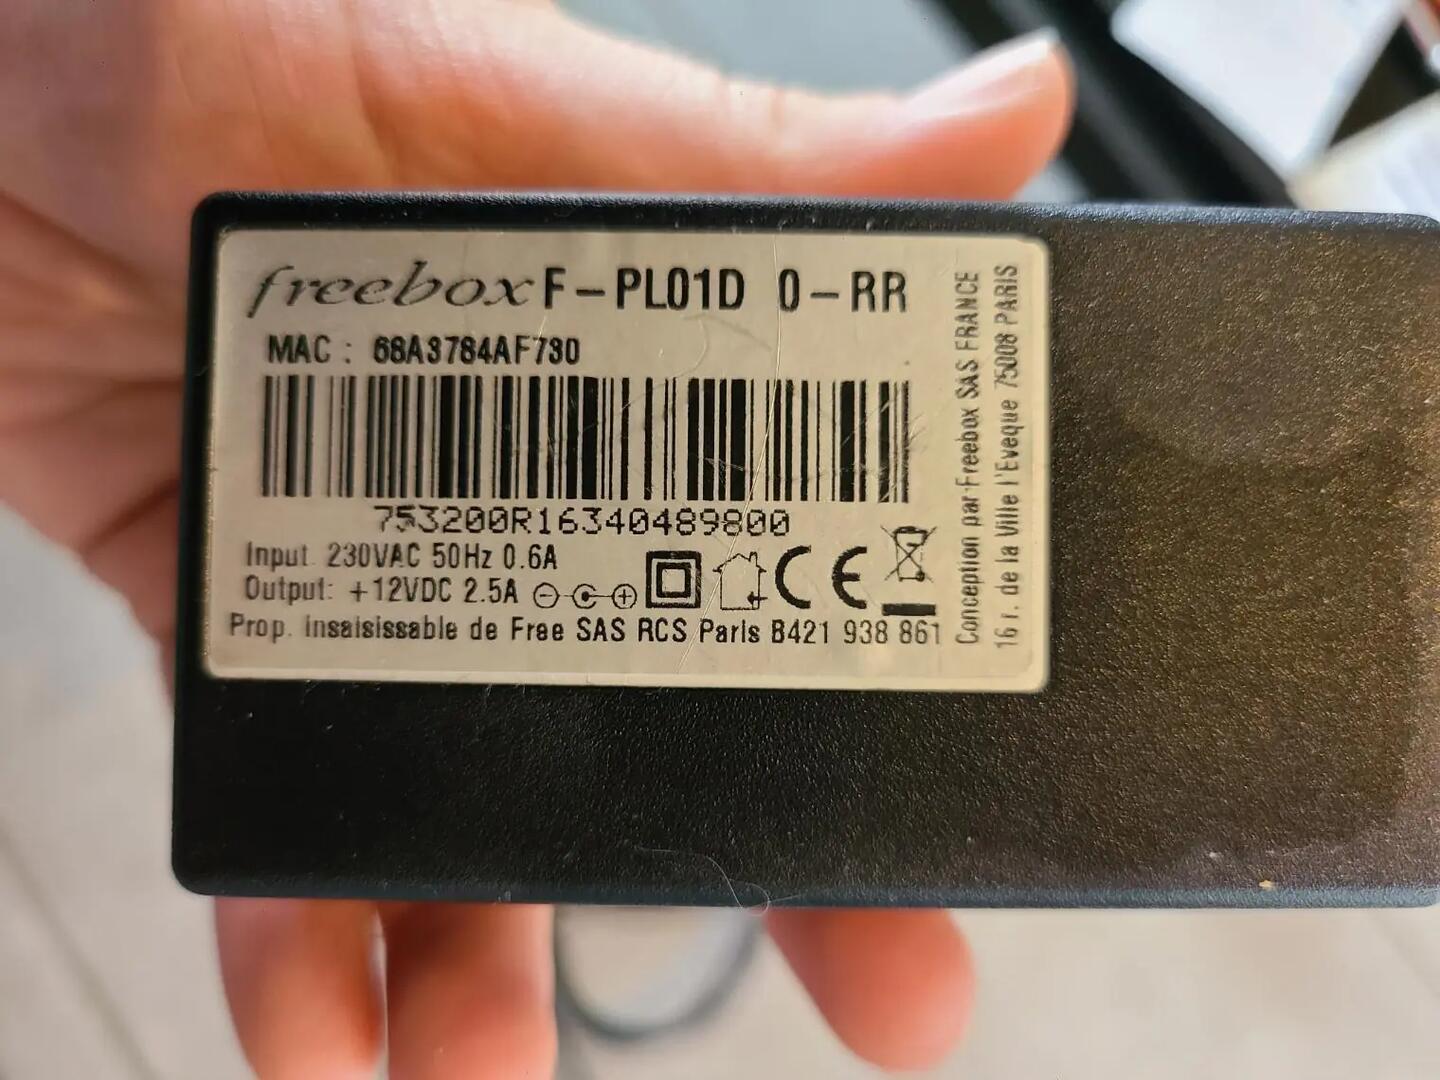 freebox F-PL01D 0-RR
MAC : 68A3784AF730
753200R16340489800
Input 230VAC 50Hz 0.6A
Output: +12VDC 2.5A
Prop. insaisissable de Free SAS RCS Paris B421 938 861
Conception par Freebox SAS FRANCE
16 r. de la Ville l'Eveque 75008 PARIS